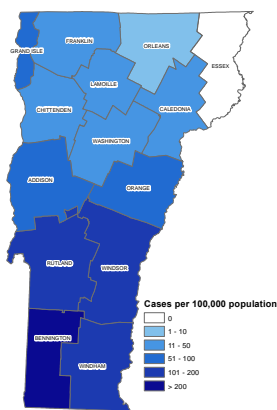 FRANKLIN
ORLEANS
GRAND ISLE
ESSEX
LAMOILLE
CHITTENDEN
CALEDONIA
WASHINGTON
ADDISON
ORANGE
RUTLAND
WINDSOR
BENNINGTON
WINDHAM
Cases per 100,000 population
0
1 - 10
11 - 50
51 - 100
101 - 200
> 200